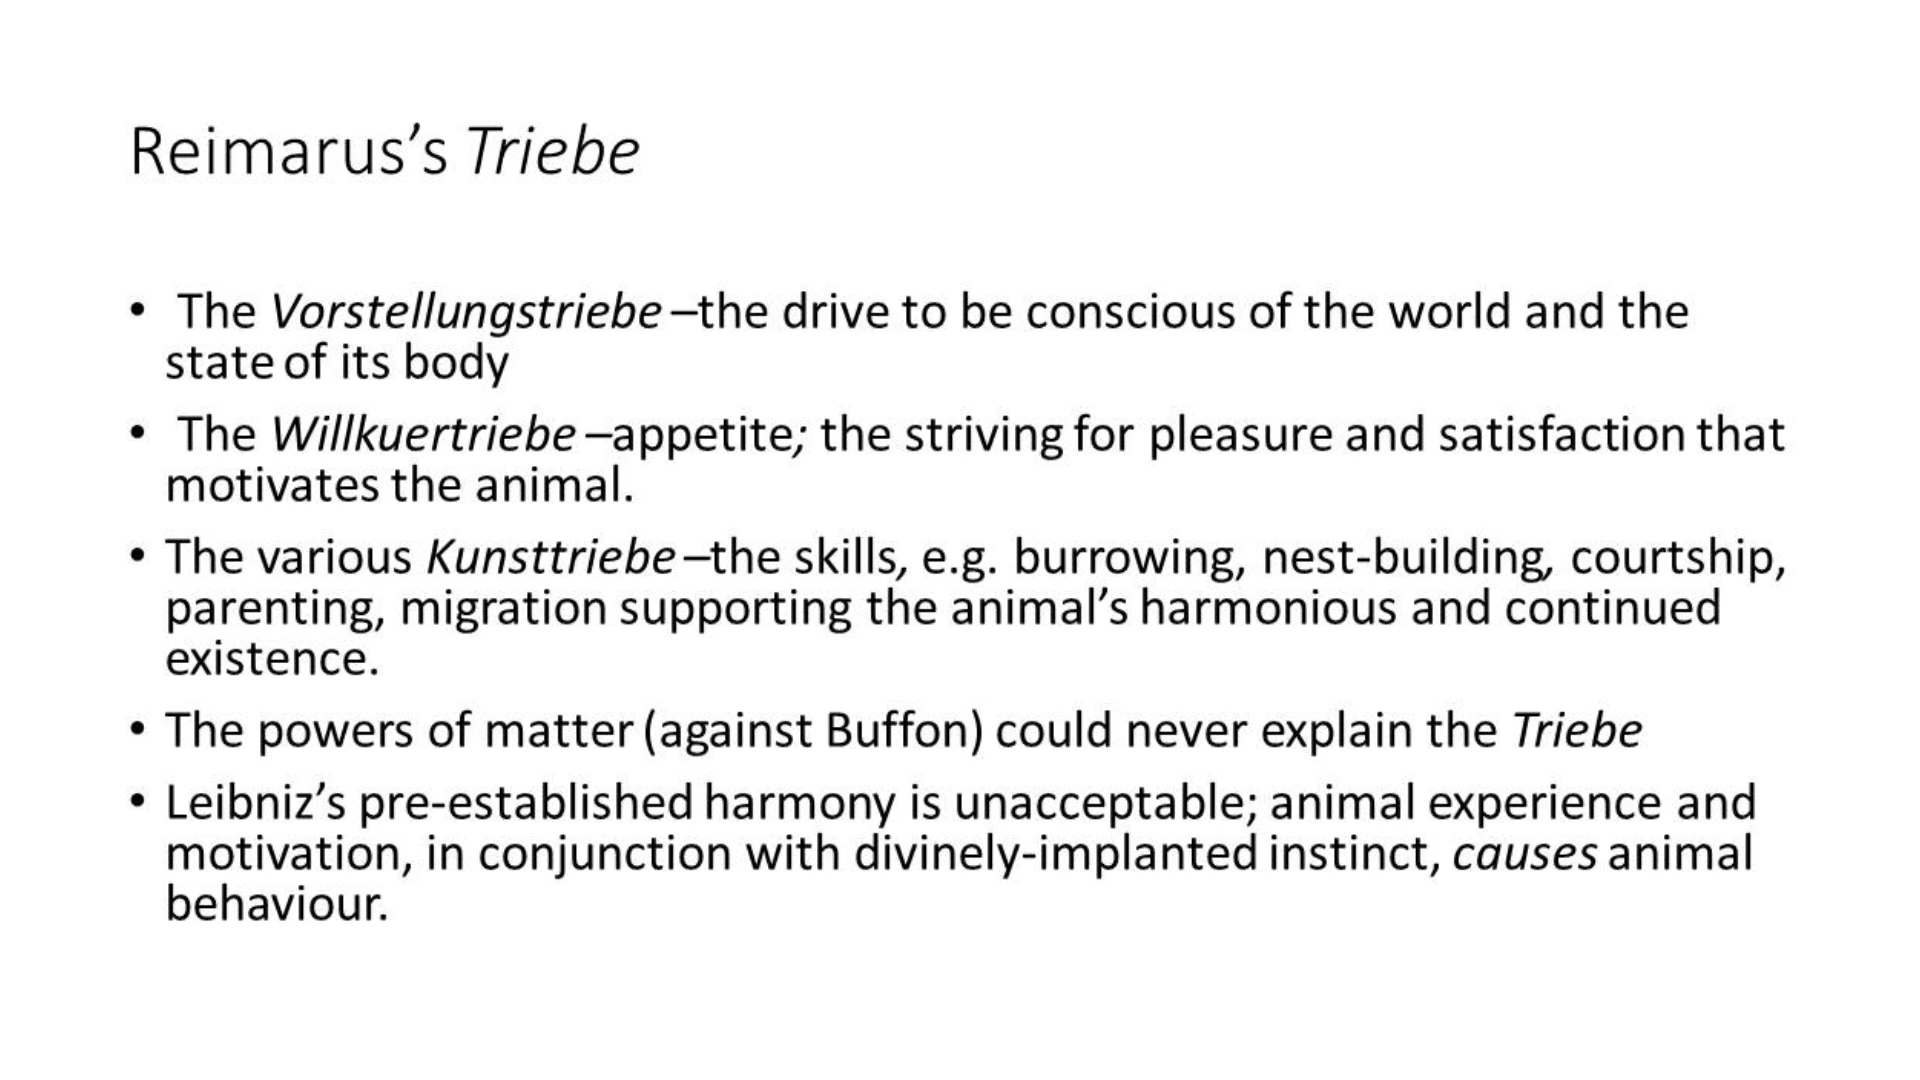 Reimarus’s Triebe
• The Vorstellungstriebe –the drive to be conscious of the world and the
state of its body
• The Willkuertriebe –appetite; the striving for pleasure and satisfaction that
motivates the animal.
• The various Kunsttriebe –the skills, e.g. burrowing, nest-building, courtship,
parenting, migration supporting the animal’s harmonious and continued
existence.
• The powers of matter (against Buffon) could never explain the Triebe
• Leibniz’s pre-established harmony is unacceptable; animal experience and
motivation, in conjunction with divinely-implanted instinct, causes animal
behaviour.